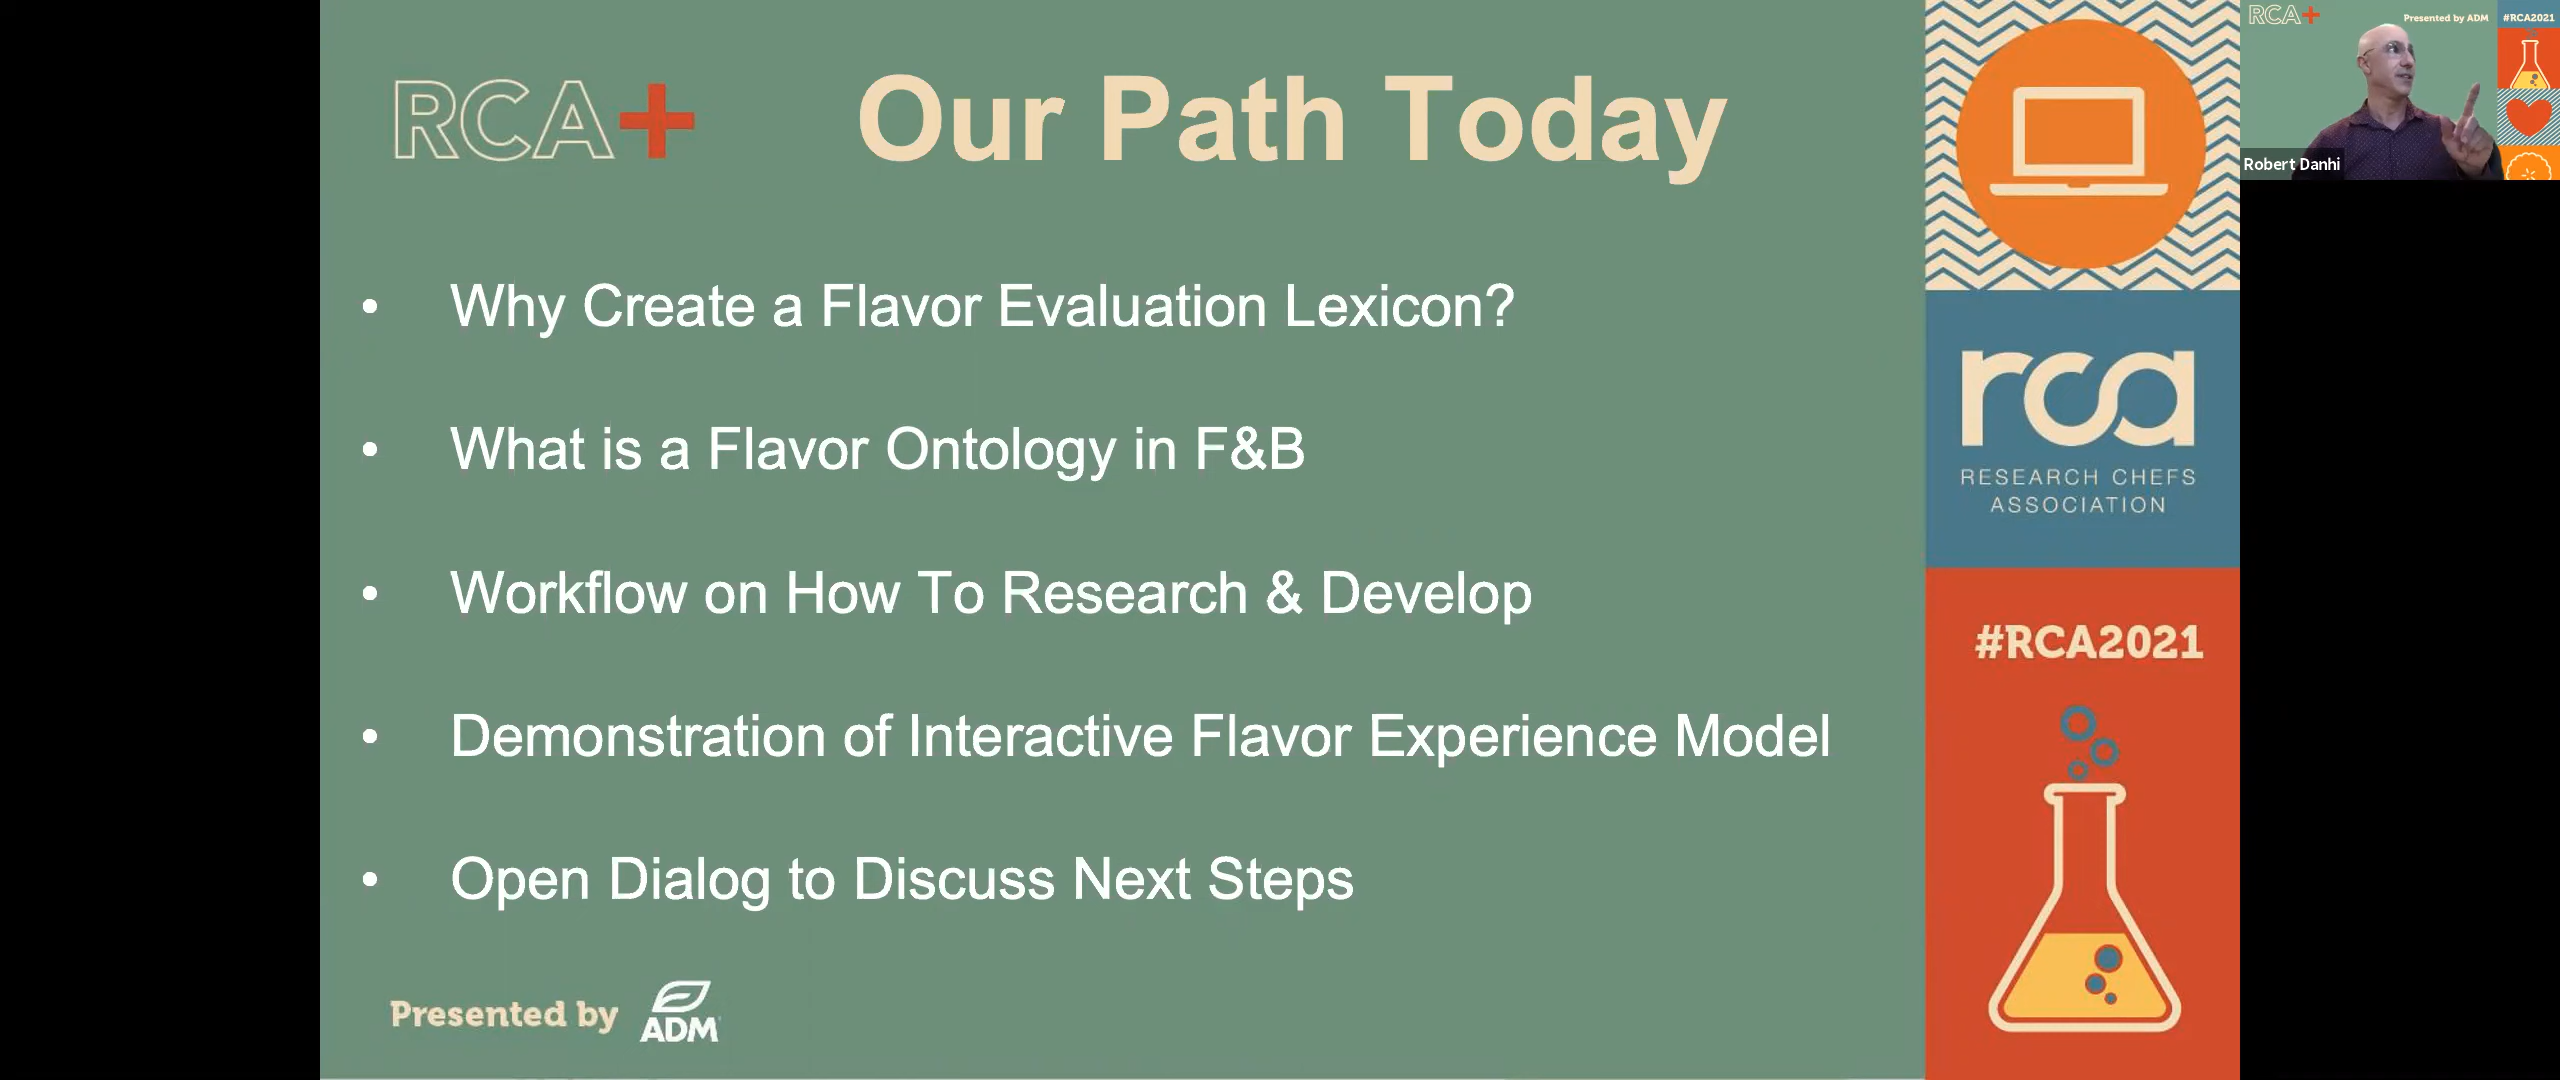 RCA+
Our Path Today
• Why Create a Flavor Evaluation Lexicon?
• What is a Flavor Ontology in F&B
• Workflow on How To Research & Develop
• Demonstration of Interactive Flavor Experience Model
• Open Dialog to Discuss Next Steps
Presented by ADM
rca
RESEARCH CHEFS
ASSOCIATION
#RCA2021
RCA+
Presented by ADM
#RCA2021
Robert Danhi